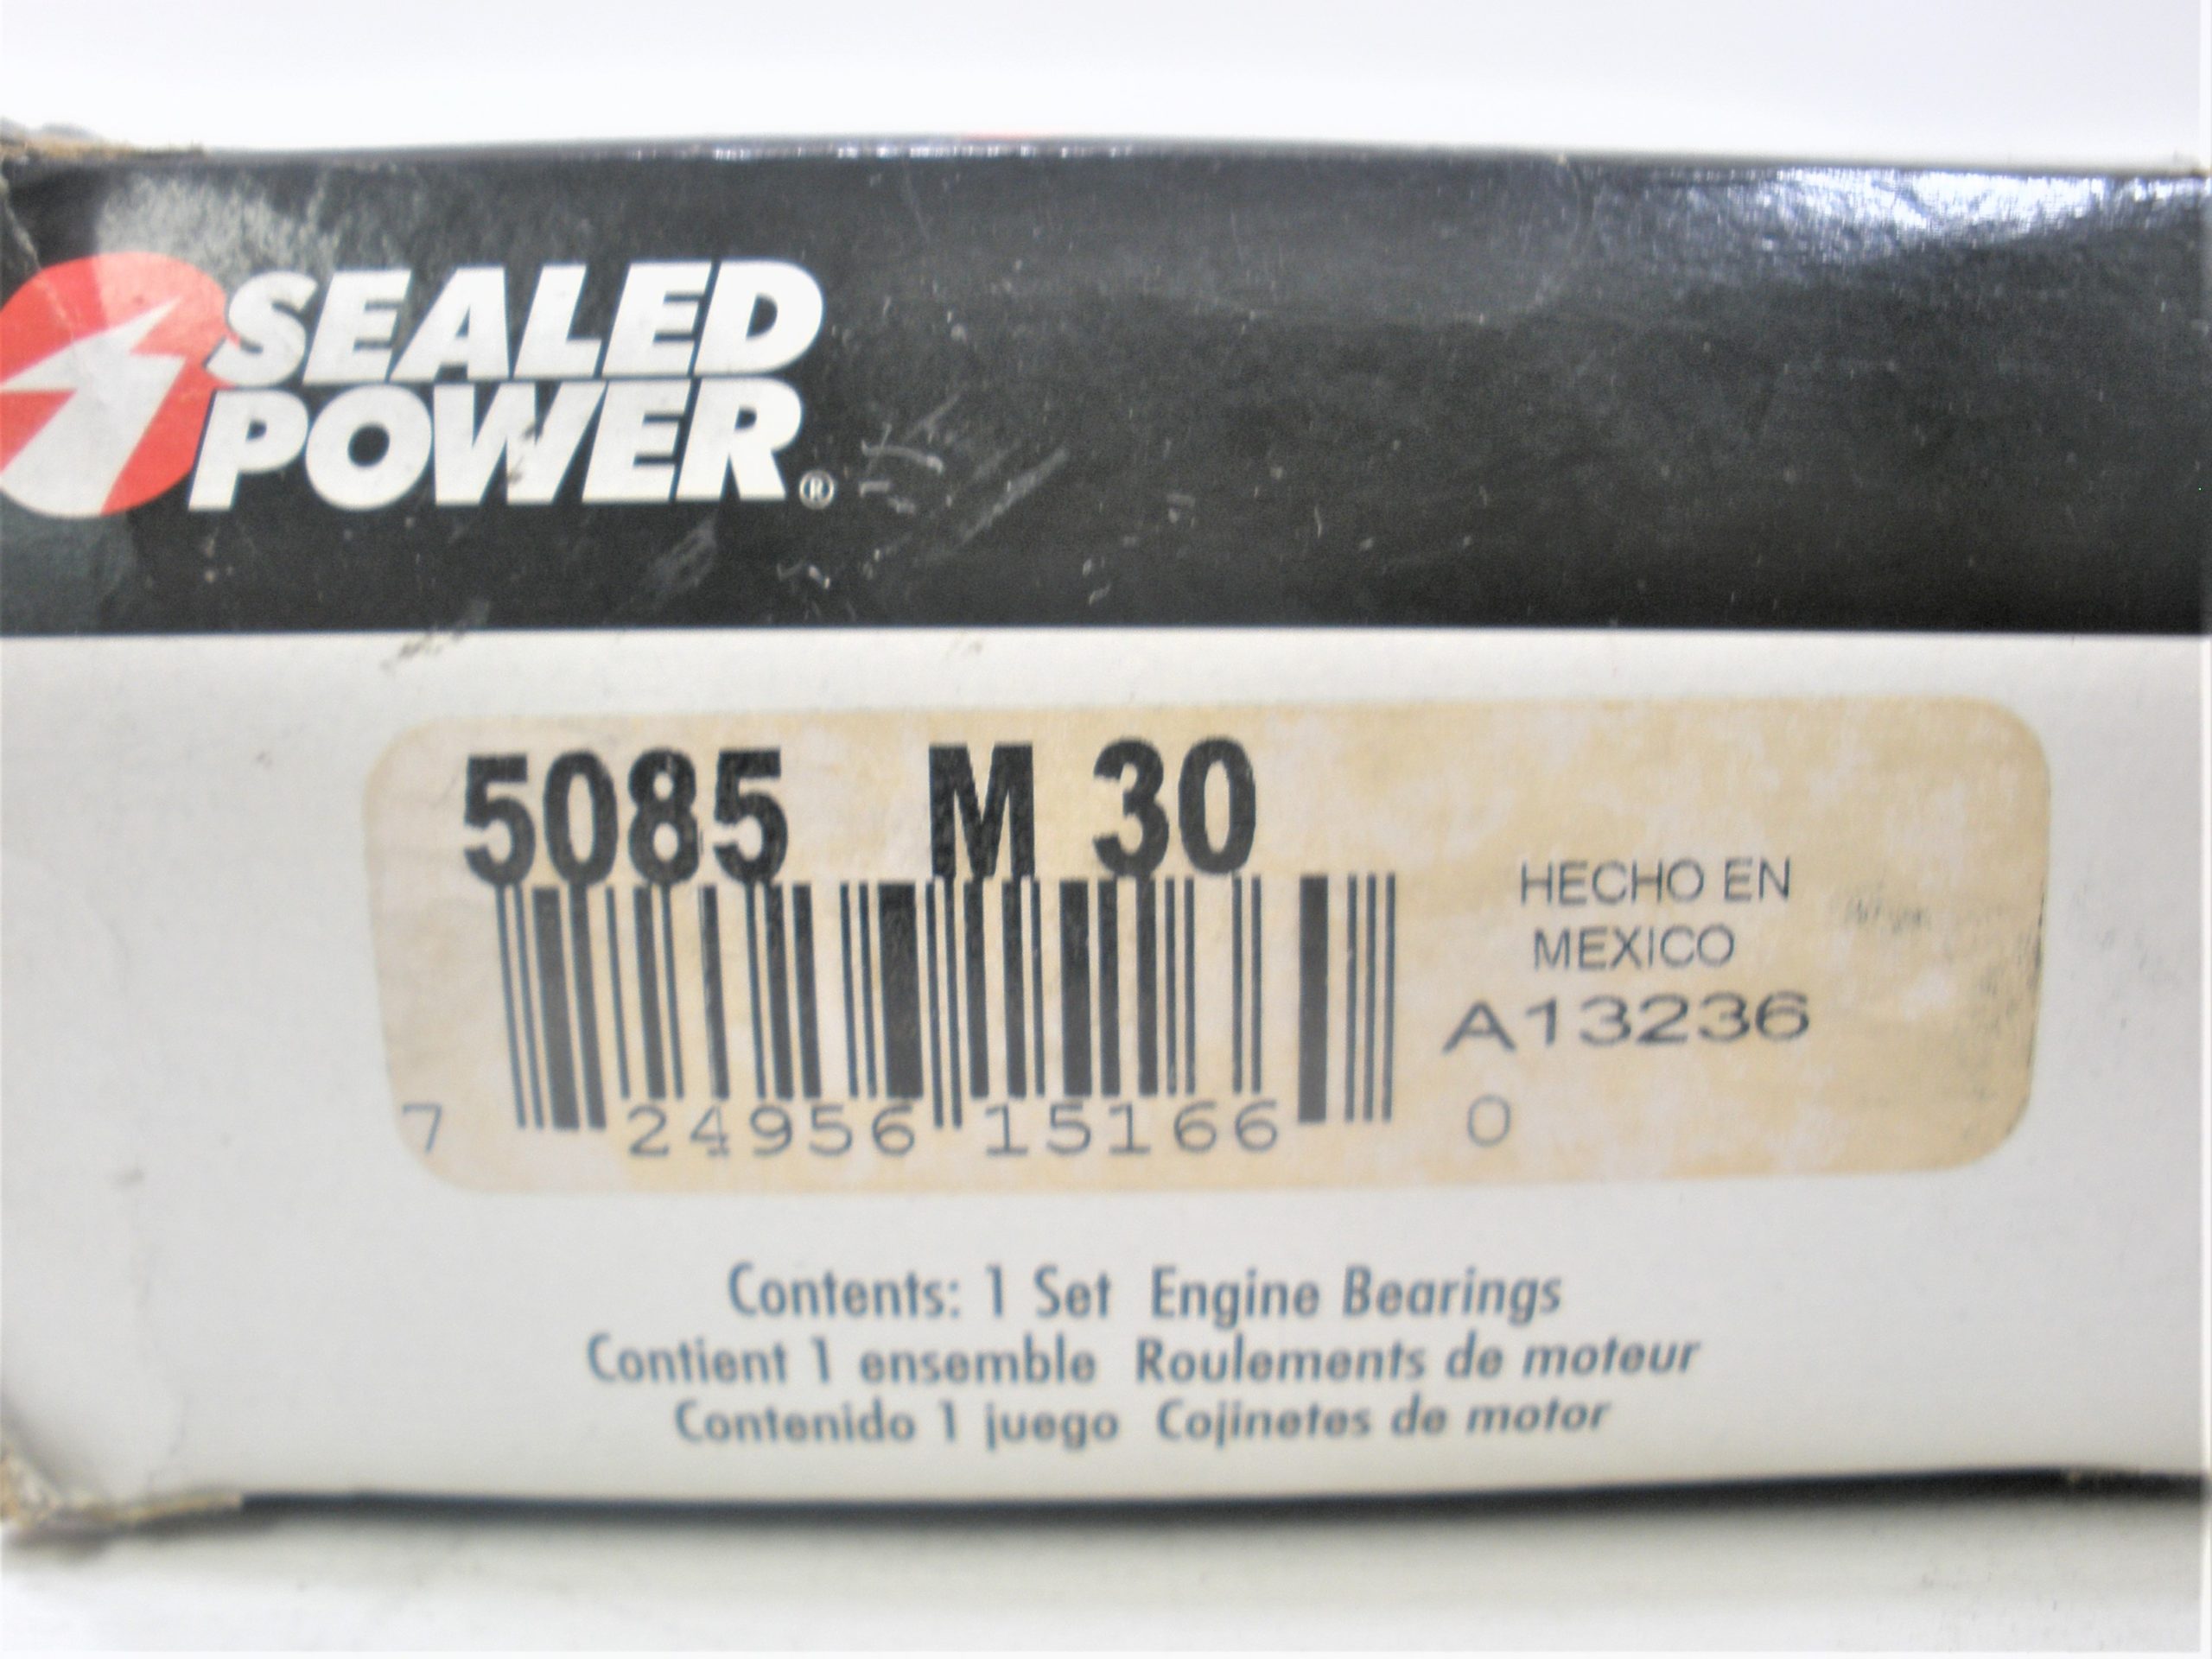 SEALED
POWER®
5085 M 30
HECHO EN
MEXICO
A13236
7 24956 15166 0
Contents: 1 Set Engine Bearings
Contient 1 ensemble Roulements de moteur
Contenido 1 juego Cojinetes de motor